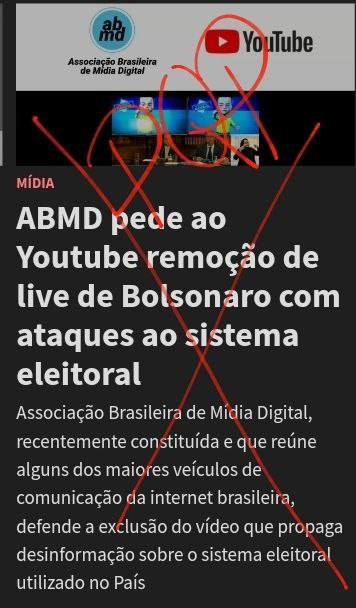 abmd
Associação Brasileira
de Mídia Digital
YouTube
MÍDIA
ABMD pede ao
Youtube remoção de
live de Bolsonaro com
ataques ao sistema
eleitoral
Associação Brasileira de Mídia Digital,
recentemente constituída e que reúne
alguns dos maiores veículos de
comunicação da internet brasileira,
defende a exclusão do vídeo que propaga
desinformação sobre o sistema eleitoral
utilizado no País